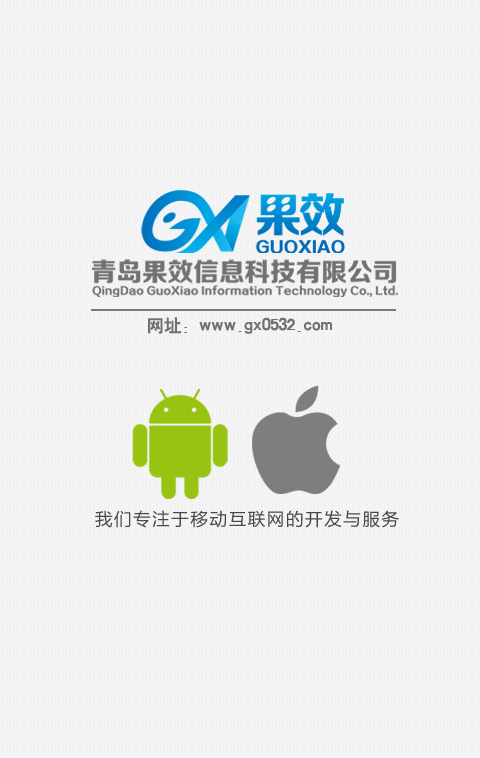 GX 果效
GUOXIAO
青岛果效信息科技有限公司
QingDao GuoXiao Information Technology Co., Ltd.
网址：www.gx0532.com
我们专注于移动互联网的开发与服务